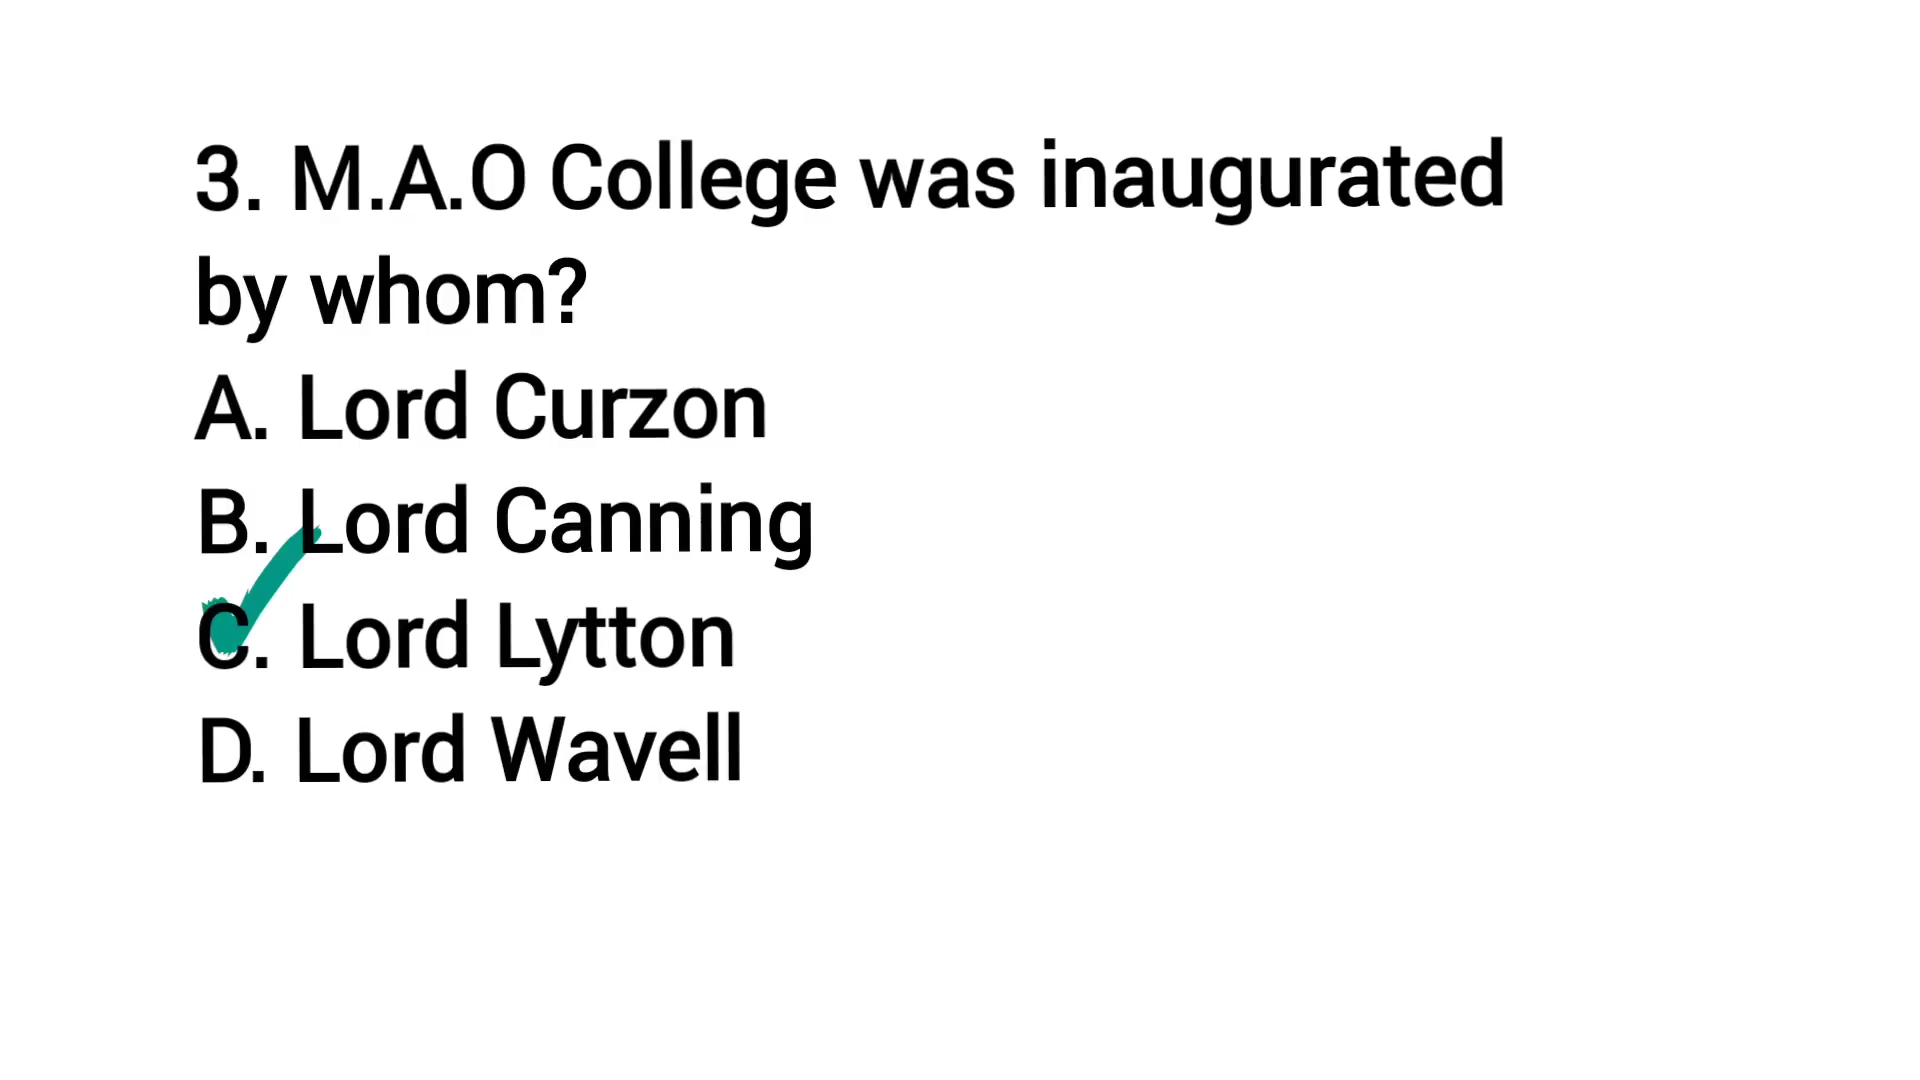 3. M.A.O College was inaugurated
by whom?
A. Lord Curzon
B. Lord Canning
C. Lord Lytton
D. Lord Wavell